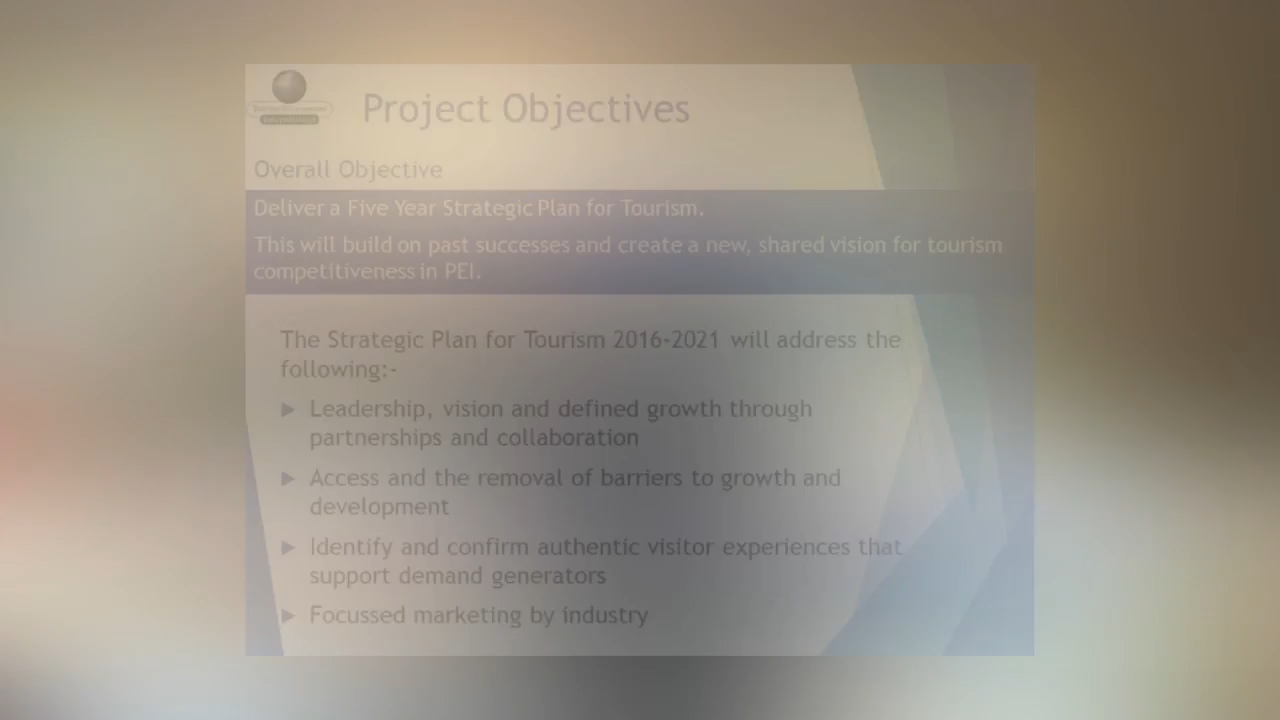 Project Objectives
Overall Objective
Deliver a Five Year Strategic Plan for Tourism.
This will build on past successes and create a new, shared vision for tourism
competitiveness in PEI.
The Strategic Plan for Tourism 2016-2021 will address the
following:-
► Leadership, vision and defined growth through
partnerships and collaboration
► Access and the removal of barriers to growth and
development
► Identify and confirm authentic visitor experiences that
support demand generators
► Focussed marketing by industry